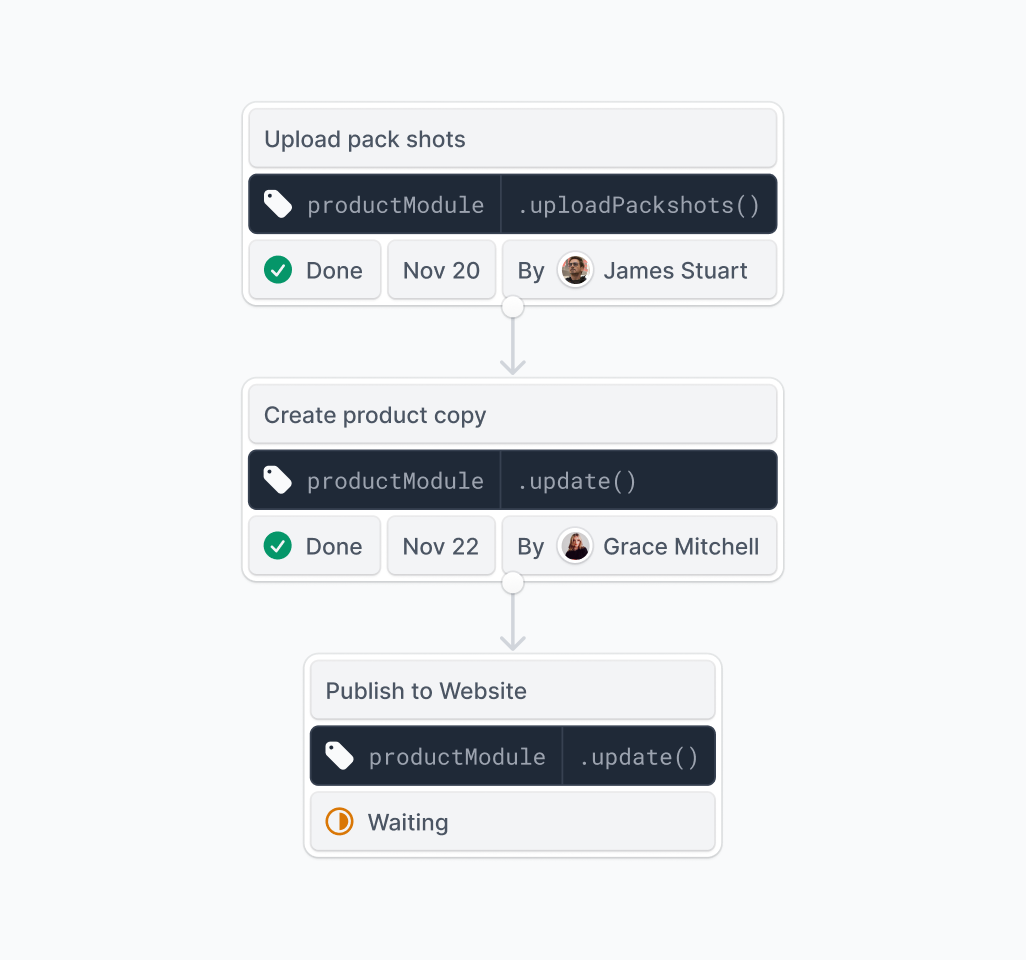 Upload pack shots
productModule .uploadPackshots()
Done Nov 20 By James Stuart
Create product copy
productModule .update()
Done Nov 22 By Grace Mitchell
Publish to Website
productModule .update()
Waiting